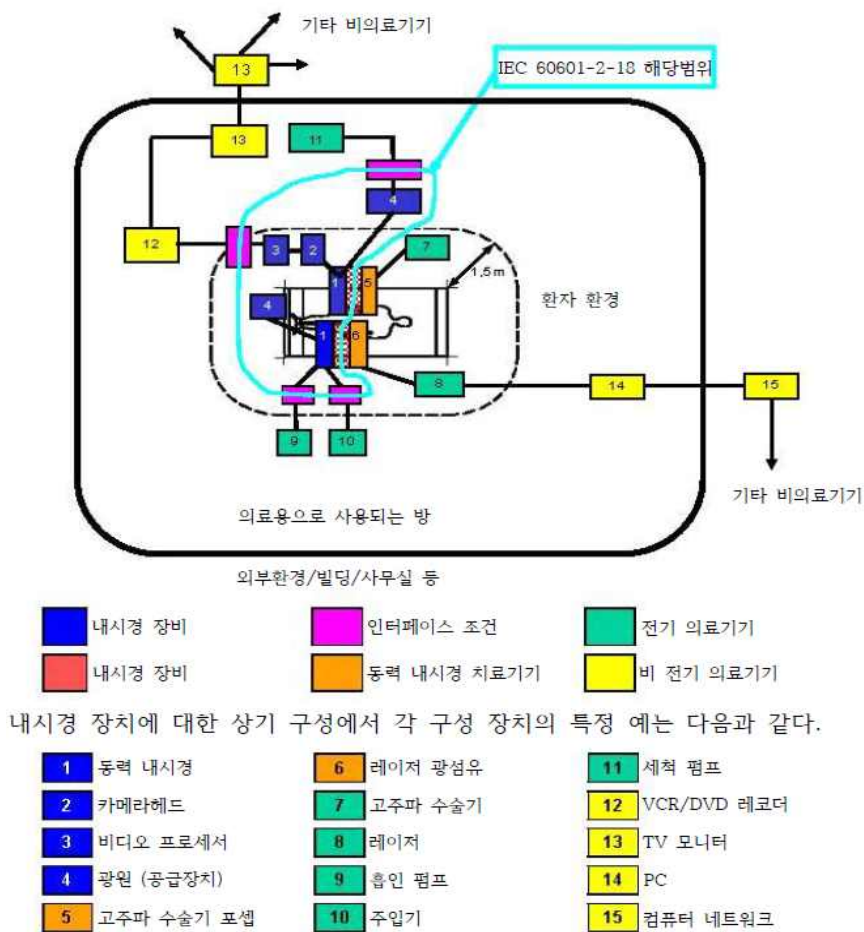 기타 비의료기기
IEC 60601-2-18 해당범위
13
13
11
4
12
3
2
7
1
5
1.5m
환자 환경
4
1
6
8
14
15
9
10
기타 비의료기기
의료용으로 사용되는 방
외부환경/빌딩/사무실 등
내시경 장비
인터페이스 조건
전기 의료기기
내시경 장비
동력 내시경 치료기기
비 전기 의료기기
내시경 장치에 대한 상기 구성에서 각 구성 장치의 특정 예는 다음과 같다.
1 동력 내시경
6 레이저 광섬유
11 세척 펌프
2 카메라헤드
7 고주파 수술기
12 VCR/DVD 레코더
3 비디오 프로세서
8 레이저
13 TV 모니터
4 광원 (공급장치)
9 흡인 펌프
14 PC
5 고주파 수술기 포셉
10 주입기
15 컴퓨터 네트워크